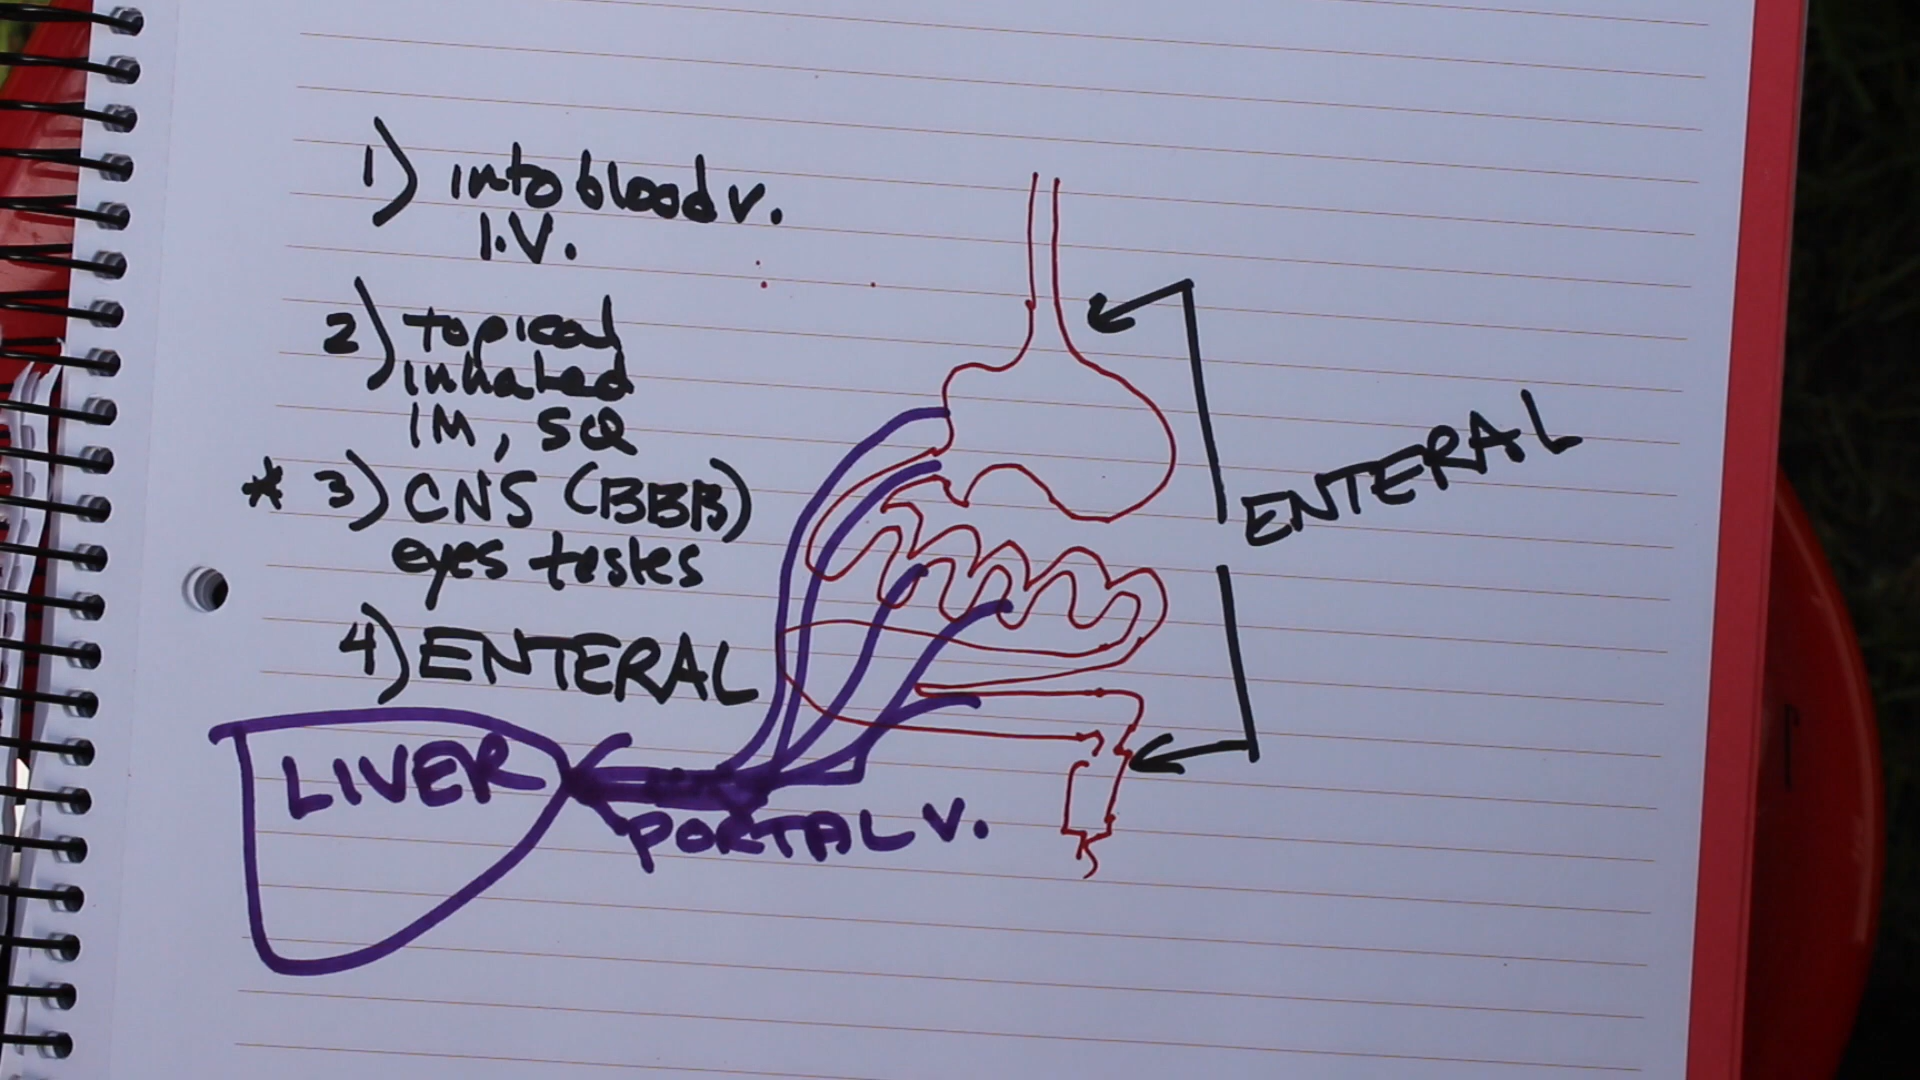 1) into blood v.
I.V.
2) topical
inhaled
IM, SQ
* 3) CNS (BBB)
eyes testes
4) ENTERAL
ENTERAL
LIVER
PORTAL V.